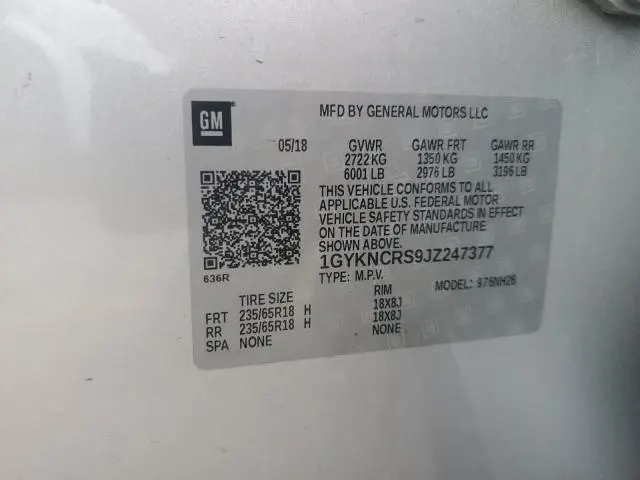 GM
MFD BY GENERAL MOTORS LLC
05/18 GVWR GAWR FRT GAWR RR
2722 KG 1350 KG 1450 KG
6001 LB 2976 LB 3196 LB
THIS VEHICLE CONFORMS TO ALL
APPLICABLE U.S. FEDERAL MOTOR
VEHICLE SAFETY STANDARDS IN EFFECT
ON THE DATE OF MANUFACTURE
SHOWN ABOVE.
636R
1GYKNCRS9JZ247377
TYPE: M.P.V. MODEL: 976NH26
TIRE SIZE RIM
FRT 235/65R18 H 18X8J
RR 235/65R18 H 18X8J
SPA NONE NONE